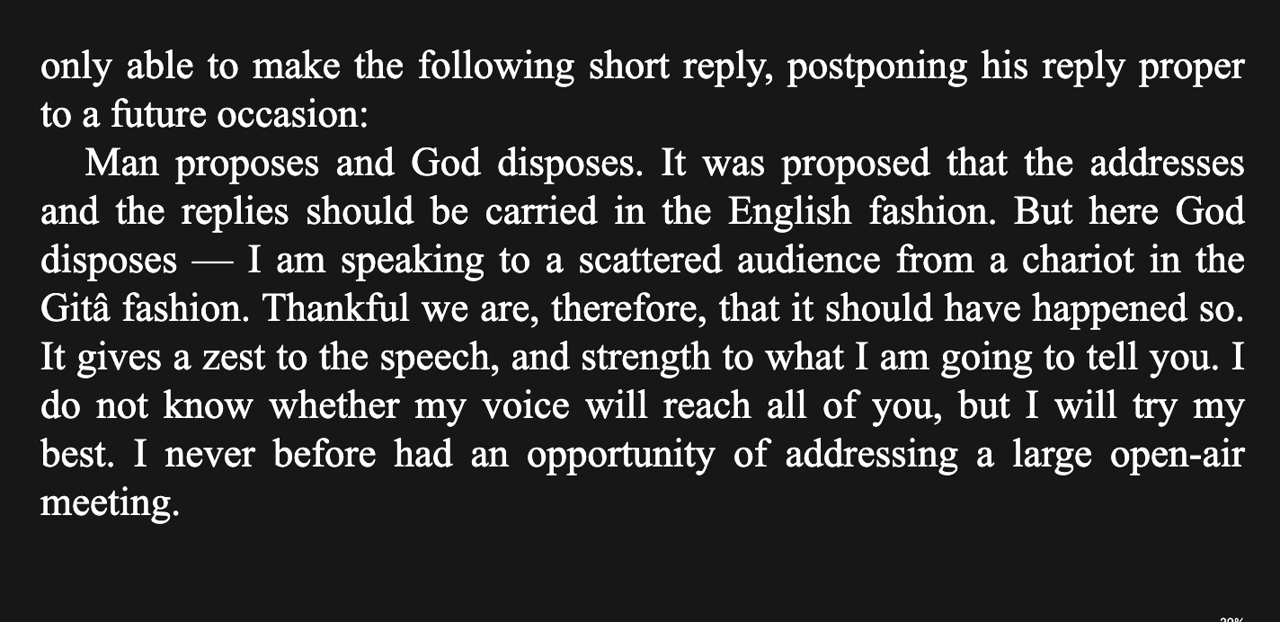 only able to make the following short reply, postponing his reply proper
to a future occasion:
Man proposes and God disposes. It was proposed that the addresses
and the replies should be carried in the English fashion. But here God
disposes — I am speaking to a scattered audience from a chariot in the
Gitâ fashion. Thankful we are, therefore, that it should have happened so.
It gives a zest to the speech, and strength to what I am going to tell you. I
do not know whether my voice will reach all of you, but I will try my
best. I never before had an opportunity of addressing a large open-air
meeting.